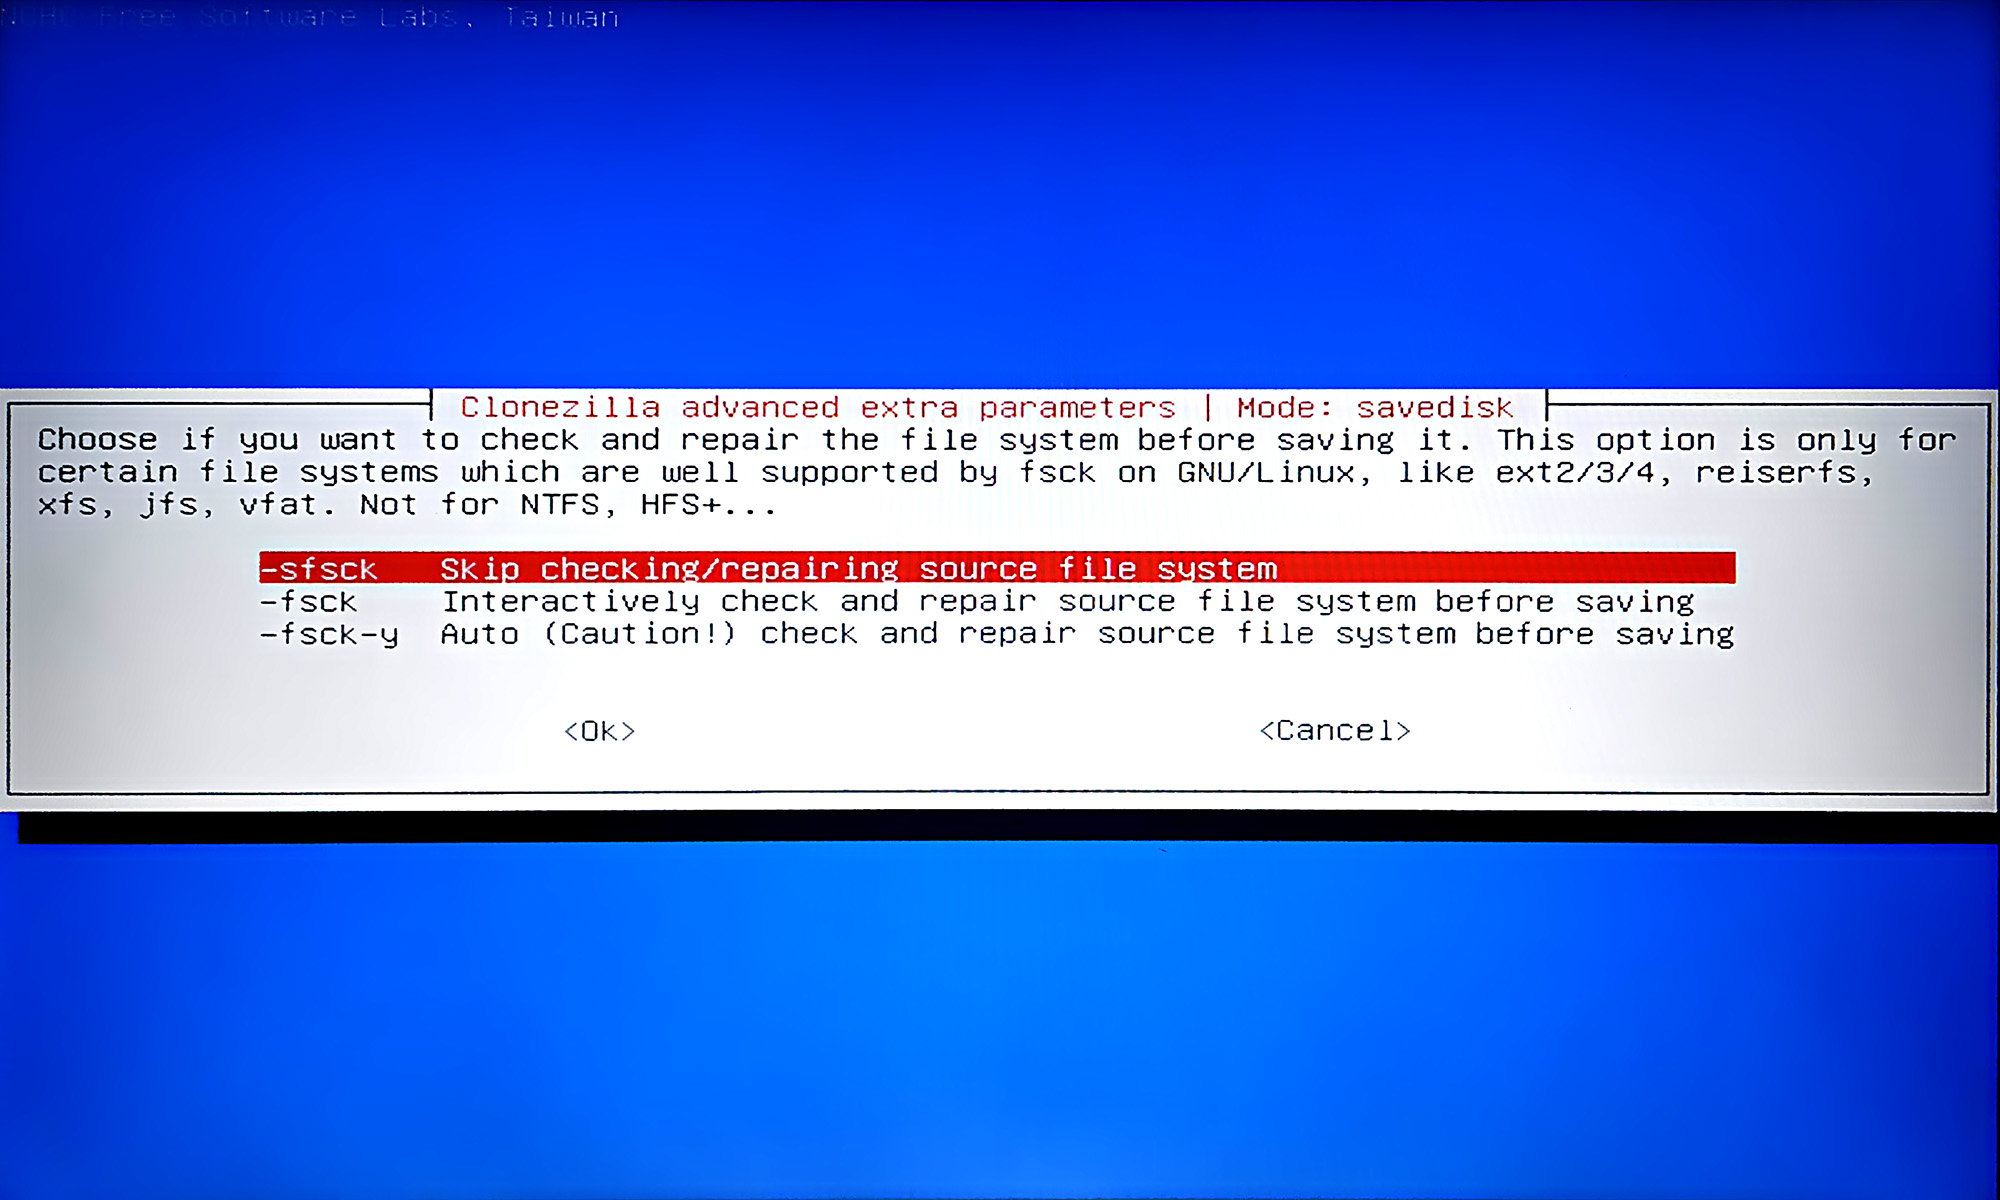 Free Software Labs, Taiwan
Clonezilla advanced extra parameters | Mode: savedisk
Choose if you want to check and repair the file system before saving it. This option is only for
certain file systems which are well supported by fsck on GNU/Linux, like ext2/3/4, reiserfs,
xfs, jfs, vfat. Not for NTFS, HFS+...
-sfsck Skip checking/repairing source file system
-fsck Interactively check and repair source file system before saving
-fsck-y Auto (Caution!) check and repair source file system before saving
<Ok> <Cancel>